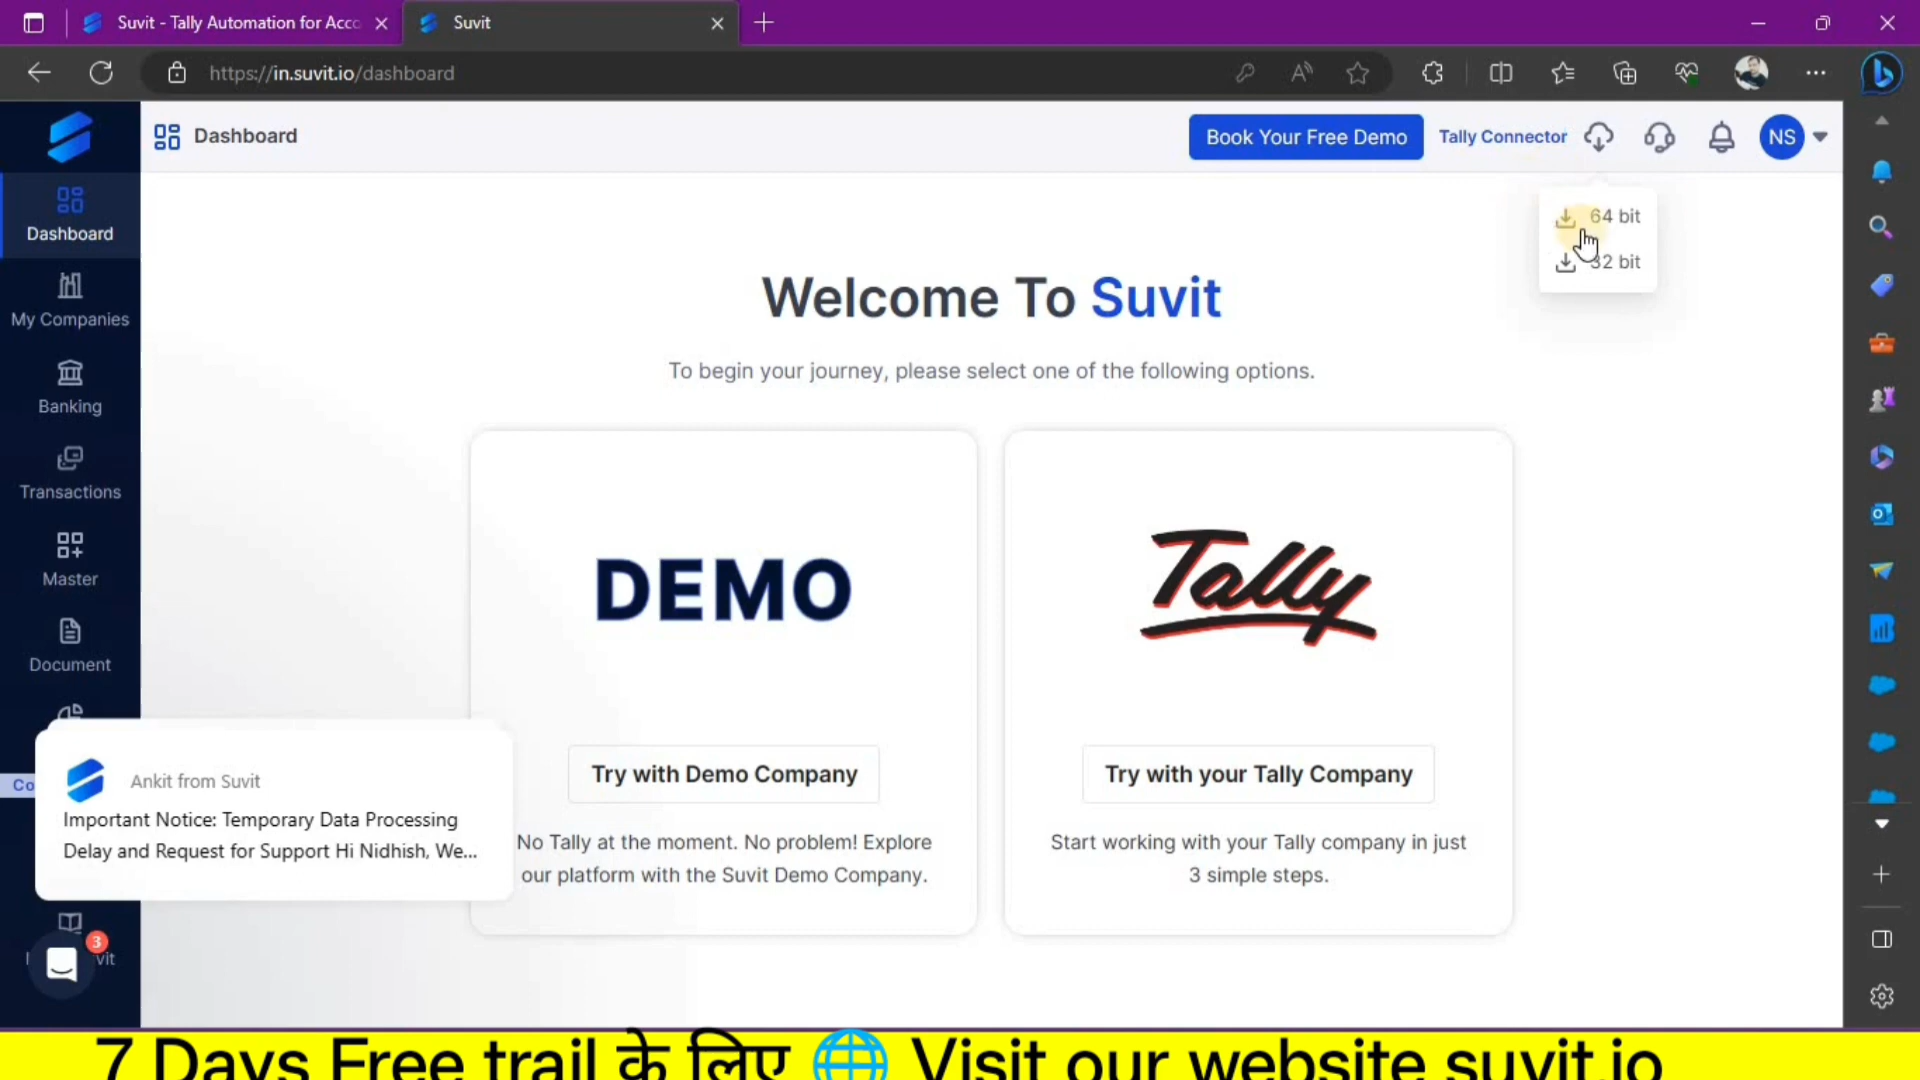 Suvit - Tally Automation for Acco
Suvit
https://in.suvit.io/dashboard
Dashboard
Book Your Free Demo
Tally Connector
NS
64 bit
32 bit
Dashboard
My Companies
Banking
Transactions
Master
Document
Welcome To Suvit
To begin your journey, please select one of the following options.
DEMO
Tally
Try with Demo Company
Try with your Tally Company
No Tally at the moment. No problem! Explore
our platform with the Suvit Demo Company.
Start working with your Tally company in just
3 simple steps.
Co
Ankit from Suvit
Important Notice: Temporary Data Processing
Delay and Request for Support Hi Nidhish, We...
3
vit
7 Days Free trail के लिए 🌐 Visit our website suvit.io